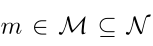 m ∈ ℳ ⊆ 𝒩